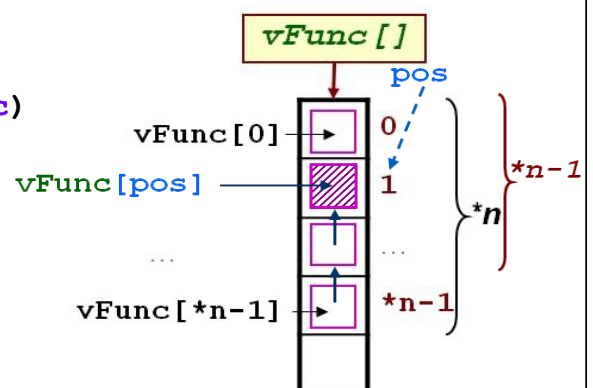 vFunc[]
pos
c)
vFunc[0]
0
vFunc[pos]
1
*n-1
*n
...
...
vFunc[*n-1]
*n-1